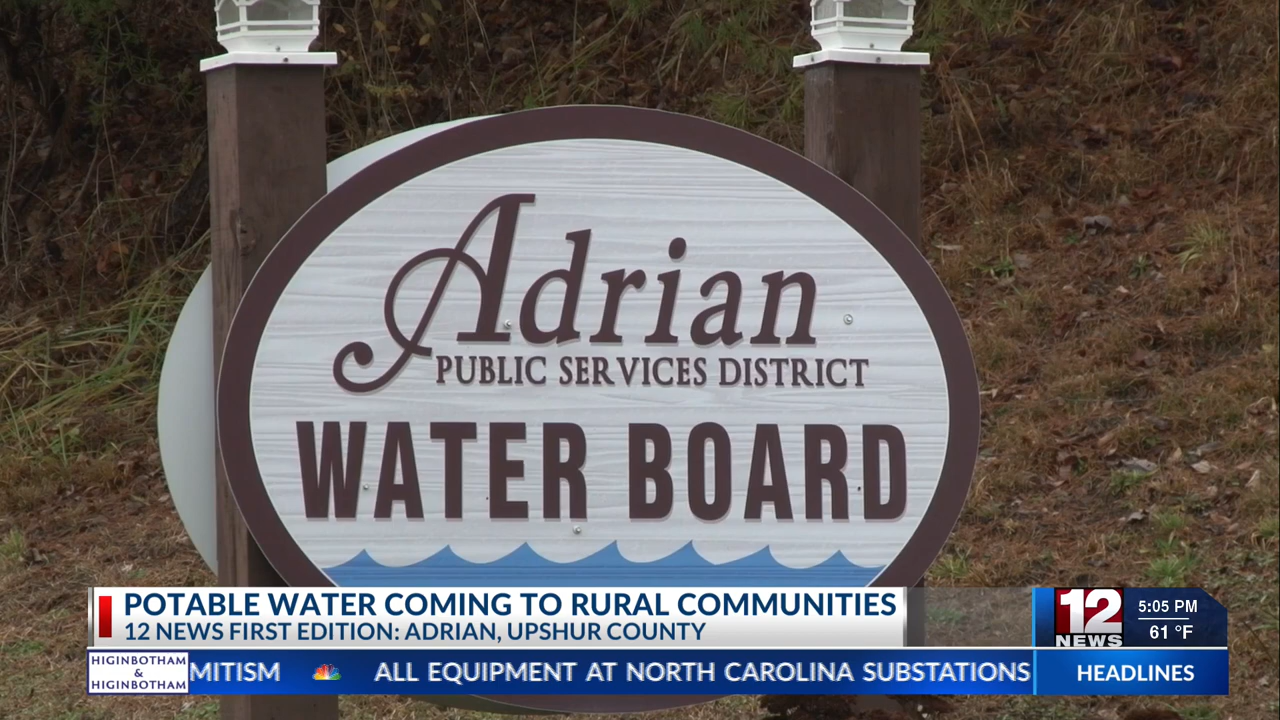 Adrian
PUBLIC SERVICES DISTRICT
WATER BOARD
POTABLE WATER COMING TO RURAL COMMUNITIES
12 NEWS FIRST EDITION: ADRIAN, UPSHUR COUNTY
12
NEWS
5:05 PM
61 °F
HIGINBOTHAM
&
HIGINBOTHAM
MITISM ALL EQUIPMENT AT NORTH CAROLINA SUBSTATIONS
HEADLINES